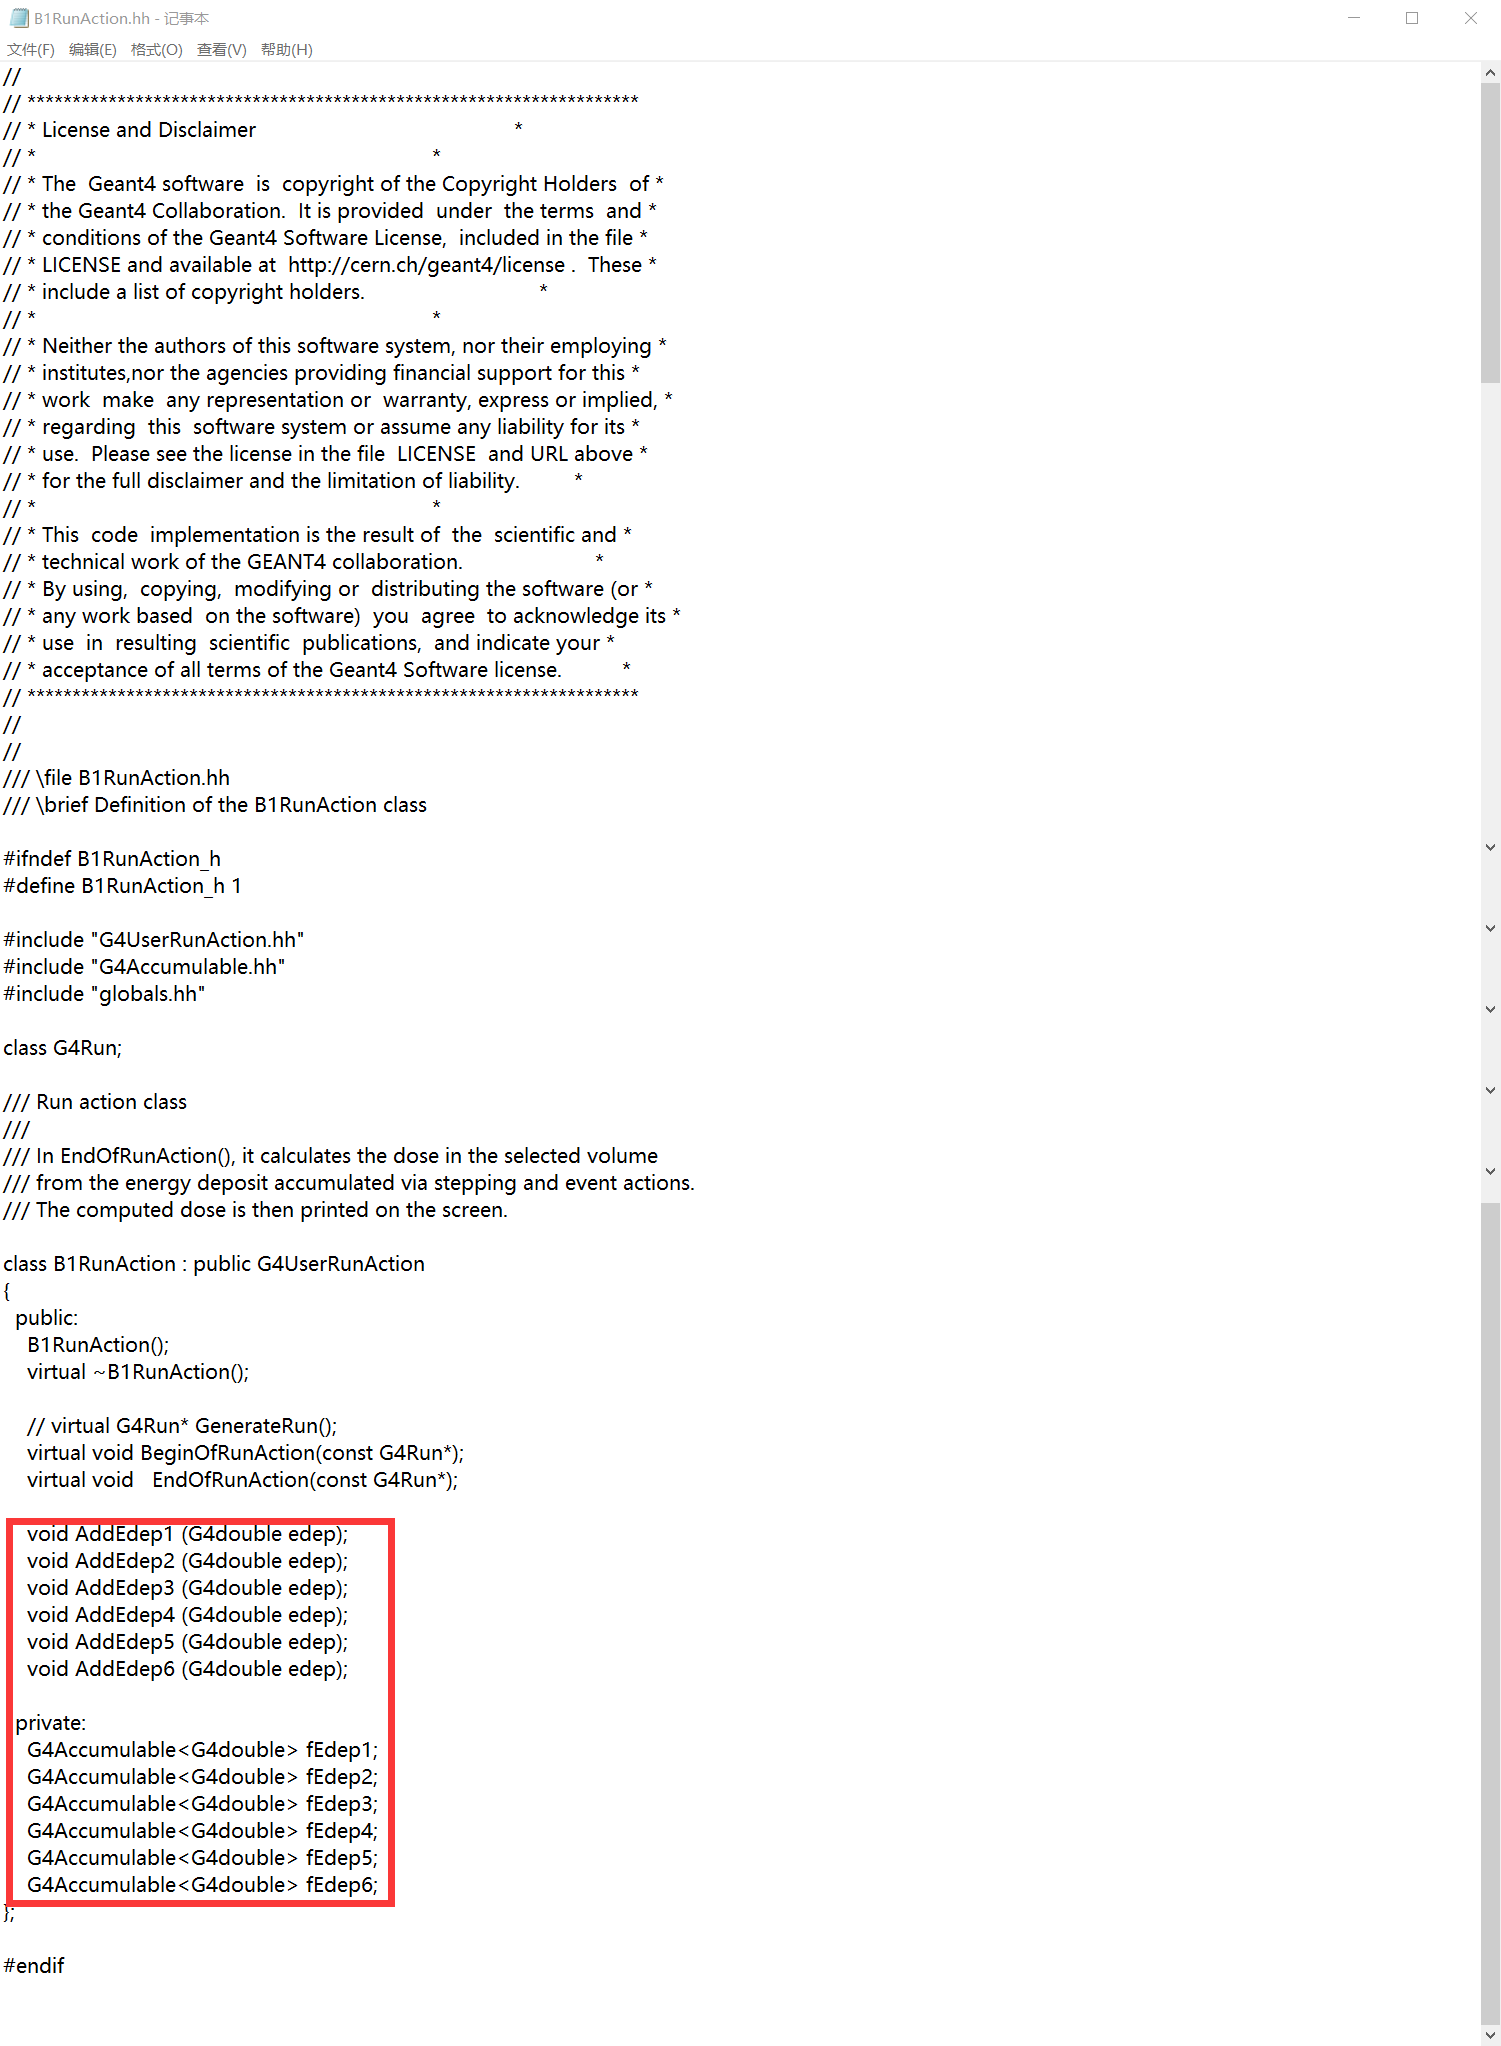 B1RunAction.hh - 记事本
文件(F) 编辑(E) 格式(O) 查看(V) 帮助(H)
//
// ********************************************************************
// * License and Disclaimer *
// * *
// * The Geant4 software is copyright of the Copyright Holders of *
// * the Geant4 Collaboration. It is provided under the terms and *
// * conditions of the Geant4 Software License, included in the file *
// * LICENSE and available at http://cern.ch/geant4/license . These *
// * include a list of copyright holders. *
// * *
// * Neither the authors of this software system, nor their employing *
// * institutes,nor the agencies providing financial support for this *
// * work make any representation or warranty, express or implied, *
// * regarding this software system or assume any liability for its *
// * use. Please see the license in the file LICENSE and URL above *
// * for the full disclaimer and the limitation of liability. *
// * *
// * This code implementation is the result of the scientific and *
// * technical work of the GEANT4 collaboration. *
// * By using, copying, modifying or distributing the software (or *
// * any work based on the software) you agree to acknowledge its *
// * use in resulting scientific publications, and indicate your *
// * acceptance of all terms of the Geant4 Software license. *
// ********************************************************************
//
//
/// \file B1RunAction.hh
/// \brief Definition of the B1RunAction class
#ifndef B1RunAction_h
#define B1RunAction_h 1
#include "G4UserRunAction.hh"
#include "G4Accumulable.hh"
#include "globals.hh"
class G4Run;
/// Run action class
///
/// In EndOfRunAction(), it calculates the dose in the selected volume
/// from the energy deposit accumulated via stepping and event actions.
/// The computed dose is then printed on the screen.
class B1RunAction : public G4UserRunAction
{
public:
B1RunAction();
virtual ~B1RunAction();
// virtual G4Run* GenerateRun();
virtual void BeginOfRunAction(const G4Run*);
virtual void EndOfRunAction(const G4Run*);
void AddEdep1 (G4double edep);
void AddEdep2 (G4double edep);
void AddEdep3 (G4double edep);
void AddEdep4 (G4double edep);
void AddEdep5 (G4double edep);
void AddEdep6 (G4double edep);
private:
G4Accumulable<G4double> fEdep1;
G4Accumulable<G4double> fEdep2;
G4Accumulable<G4double> fEdep3;
G4Accumulable<G4double> fEdep4;
G4Accumulable<G4double> fEdep5;
G4Accumulable<G4double> fEdep6;
};
#endif